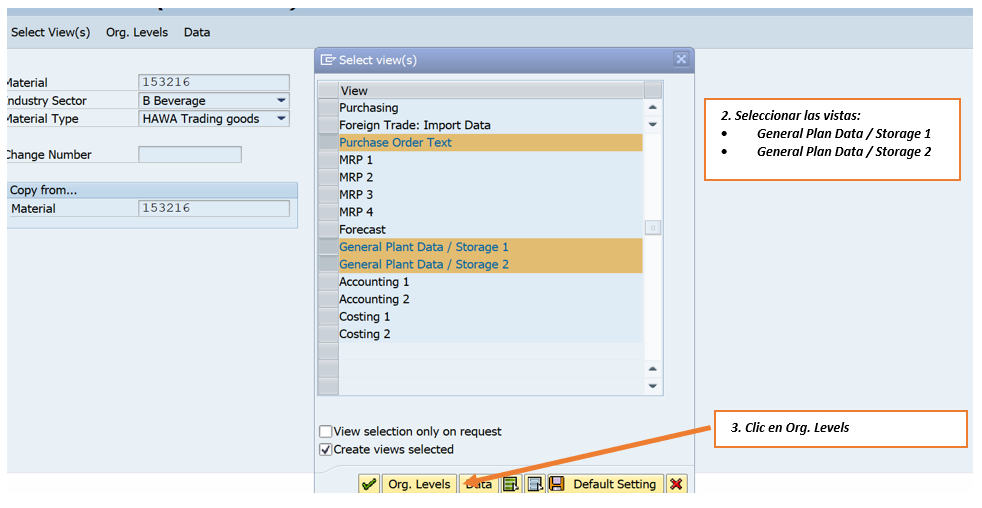 Select View(s) Org. Levels Data
Select view(s)
Material 153216
Industry Sector B Beverage
Material Type HAWA Trading goods
Change Number
Copy from...
Material 153216
View
Purchasing
Foreign Trade: Import Data
Purchase Order Text
MRP 1
MRP 2
MRP 3
MRP 4
Forecast
General Plant Data / Storage 1
General Plant Data / Storage 2
Accounting 1
Accounting 2
Costing 1
Costing 2
View selection only on request
Create views selected
Org. Levels Data Default Setting
2. Seleccionar las vistas:
• General Plan Data / Storage 1
• General Plan Data / Storage 2
3. Clic en Org. Levels